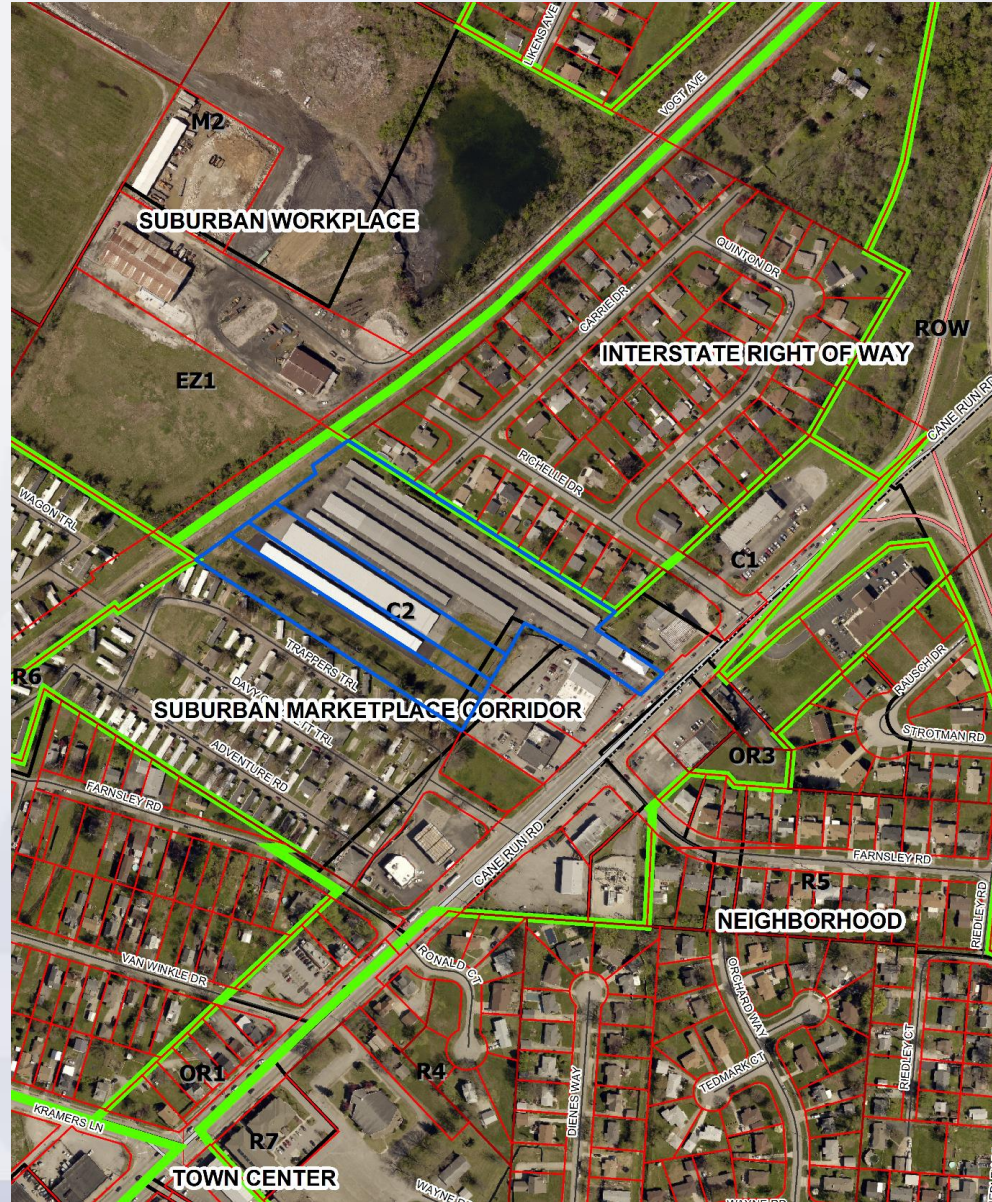 LIKENS AVE
VOGT AVE
M2
SUBURBAN WORKPLACE
QUINTON DR
CARRIE DR
ROW
INTERSTATE RIGHT OF WAY
EZ1
CANE RUN RD
RICHELLE DR
WAGON TRL
C1
C2
TRAPPERS TRL
RAUSCH DR
R6
SUBURBAN MARKETPLACE CORRIDOR
STROTMAN RD
ADVENTURE RD
OR3
FARNSLEY RD
CANE RUN RD
FARNSLEY RD
R5
NEIGHBORHOOD
RIEDLEY RD
VAN WINKLE DR
RONALD CT
ORCHARD WAY
RIEDLEY CT
OR1
R4
TEDMARK CT
DIENES WAY
KRAMERS LN
R7
TOWN CENTER